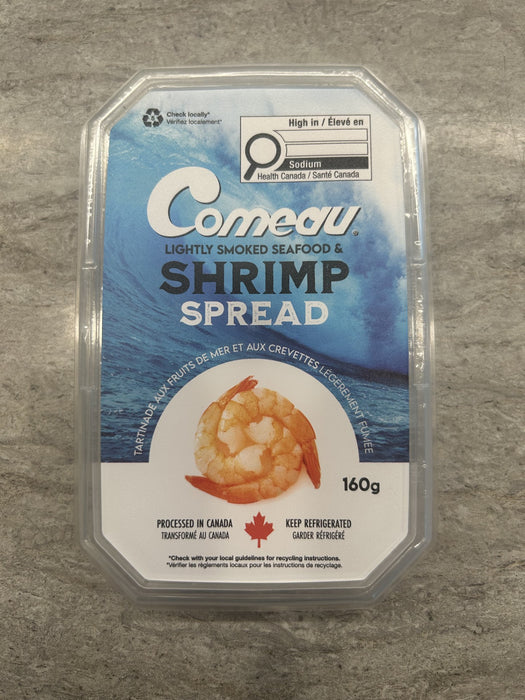 Check locally*
Vérifiez localement*
High in / Élevé en
Sodium
Health Canada / Santé Canada
Comeau®
LIGHTLY SMOKED SEAFOOD &
SHRIMP
SPREAD
TARTINADE AUX FRUITS DE MER ET AUX CREVETTES LÉGÈREMENT FUMÉE
160g
PROCESSED IN CANADA
TRANSFORMÉ AU CANADA
KEEP REFRIGERATED
GARDER RÉFRIGÉRÉ
*Check with your local guidelines for recycling instructions.
*Vérifier les règlements locaux pour les instructions de recyclage.